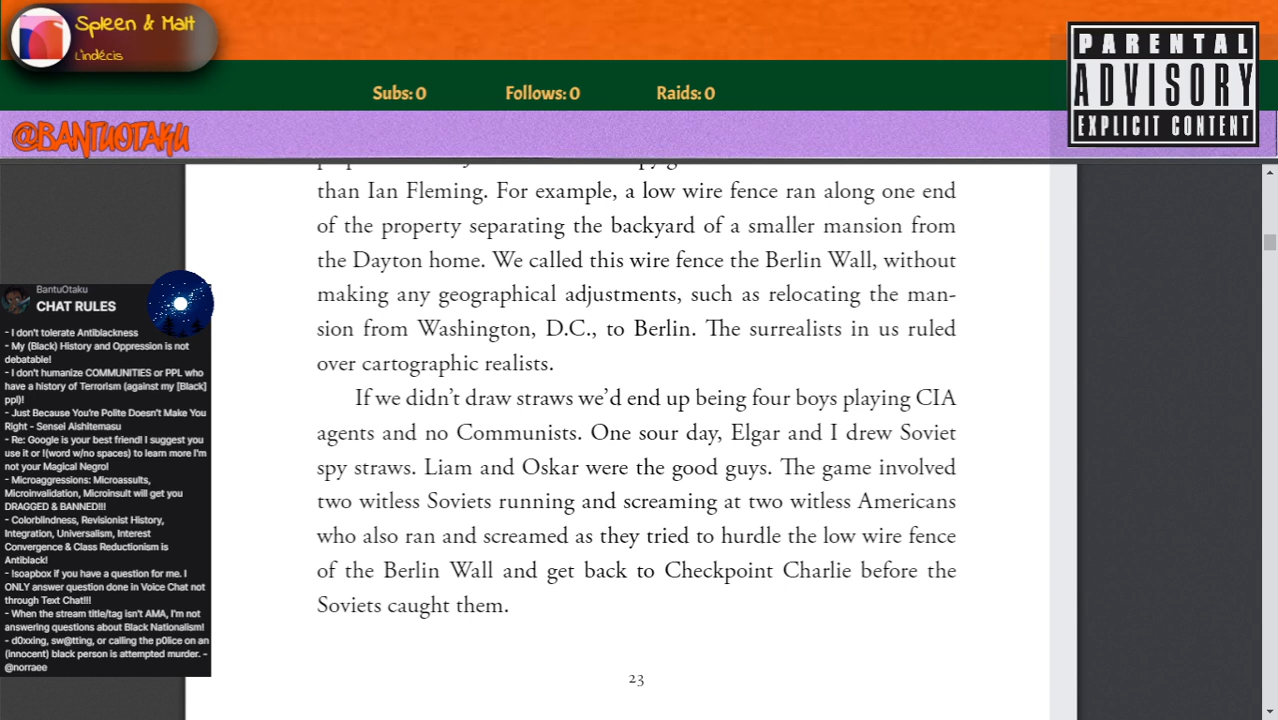 Spleen & Malt
L'indécis
PARENTAL
ADVISORY
EXPLICIT CONTENT
Subs: 0 Follows: 0 Raids: 0
@BANTUOTAKU
than Ian Fleming. For example, a low wire fence ran along one end
of the property separating the backyard of a smaller mansion from
the Dayton home. We called this wire fence the Berlin Wall, without
making any geographical adjustments, such as relocating the man-
sion from Washington, D.C., to Berlin. The surrealists in us ruled
over cartographic realists.
If we didn't draw straws we'd end up being four boys playing CIA
agents and no Communists. One sour day, Elgar and I drew Soviet
spy straws. Liam and Oskar were the good guys. The game involved
two witless Soviets running and screaming at two witless Americans
who also ran and screamed as they tried to hurdle the low wire fence
of the Berlin Wall and get back to Checkpoint Charlie before the
Soviets caught them.
23
BantuOtaku
CHAT RULES
- I don't tolerate Antiblackness
- My (Black) History and Oppression is not
debatable!
- I don't humanize COMMUNITIES or PPL who
have a history of Terrorism (against my [Black]
ppl)!
- Just Because You're Polite Doesn't Make You
Right - Sensei Aishitemasu
- Re: Google is your best friend! I suggest you
use it or !(word w/no spaces) to learn more I'm
not your Magical Negro!
- Microaggressions: Microassults,
Microinvalidation, Microinsult will get you
DRAGGED & BANNED!!!
- Colorblindness, Revisionist History,
Integration, Universalism, Interest
Convergence & Class Reductionism is
Antiblack!
- !soapbox if you have a question for me. I
ONLY answer question done in Voice Chat not
through Text Chat!!!
- When the stream title/tag isn't AMA, I'm not
answering questions about Black Nationalism!
- d0xxing, sw@tting, or calling the p0lice on an
(innocent) black person is attempted murder. -
@norraee